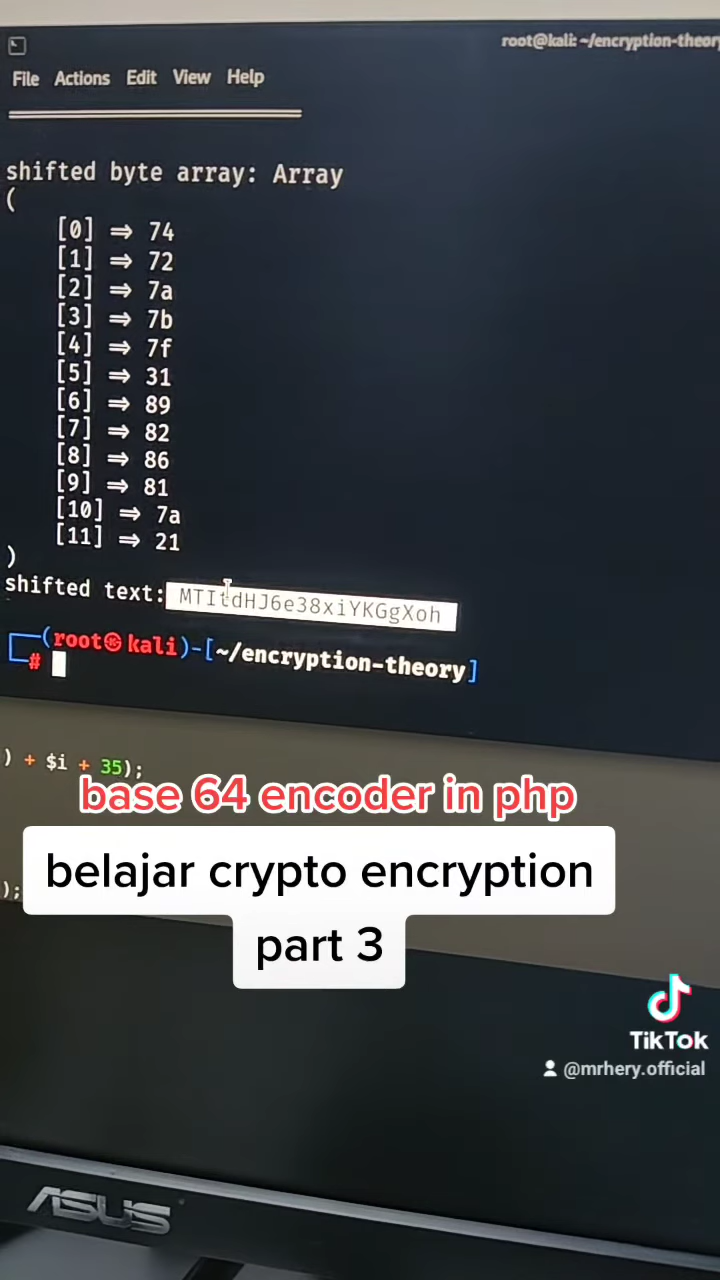 root@kali: ~/encryption-theory
File Actions Edit View Help
shifted byte array: Array
(
[0] => 74
[1] => 72
[2] => 7a
[3] => 7b
[4] => 7f
[5] => 31
[6] => 89
[7] => 82
[8] => 86
[9] => 81
[10] => 7a
[11] => 21
)
shifted text: MTItdHJ6e38xiYKGgXoh
(root㉿kali)-[~/encryption-theory]
#
) + $i + 35);
base 64 encoder in php
);
belajar crypto encryption
part 3
TikTok
@mrhery.official
ASUS